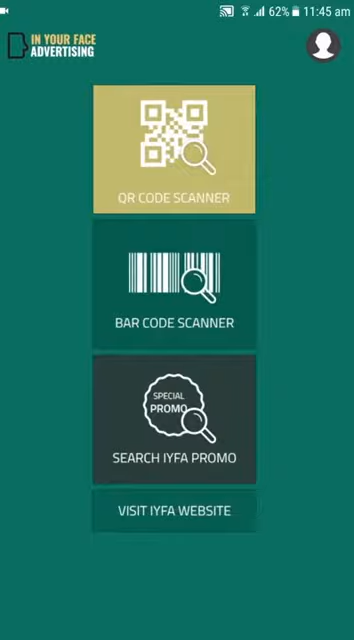 62% 11:45 am
IN YOUR FACE
ADVERTISING
QR CODE SCANNER
BAR CODE SCANNER
SPECIAL
PROMO
SEARCH IYFA PROMO
VISIT IYFA WEBSITE